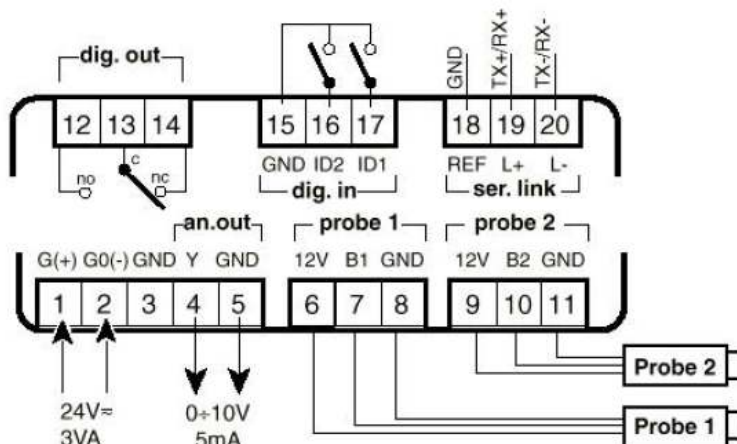 dig. out
GND TX+/RX+ TX-/RX-
12 13 14 15 16 17 18 19 20
no c nc
GND ID2 ID1
REF L+ L-
dig. in
ser. link
an.out probe 1 probe 2
G(+) G0(-) GND Y GND 12V B1 GND 12V B2 GND
1 2 3 4 5 6 7 8 9 10 11
Probe 2
24V≂ 0÷10V
Probe 1
3VA 5mA